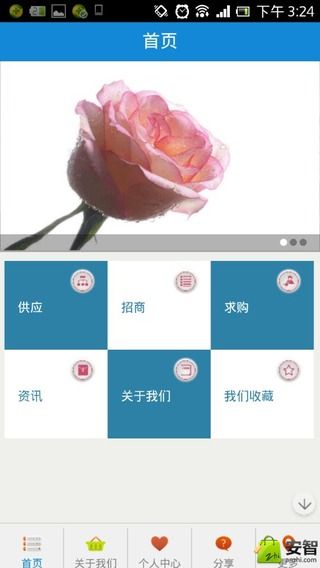 下午 3:24
首页
供应
招商
求购
资讯
关于我们
我们收藏
首页
关于我们
个人中心
分享
更多
安智
anzhi.com